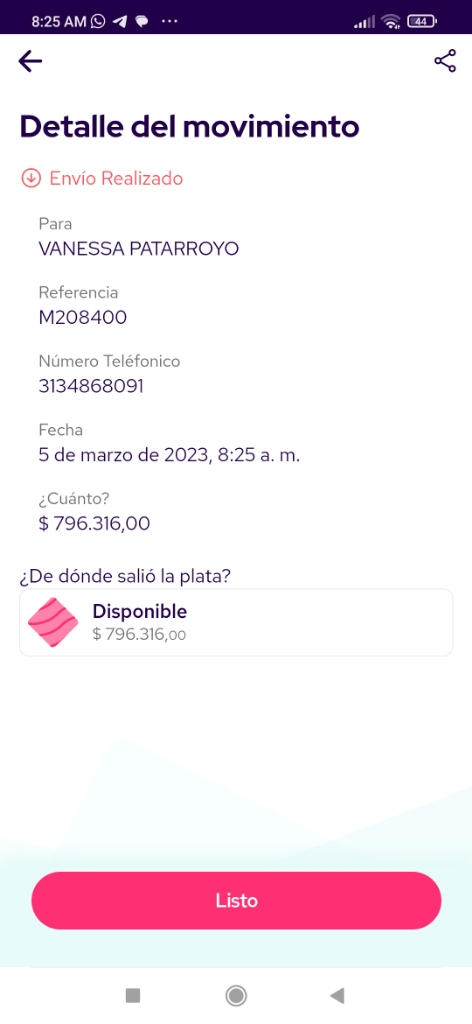 8:25 AM ...
44
Detalle del movimiento
Envío Realizado
Para
VANESSA PATARROYO
Referencia
M208400
Número Teléfonico
3134868091
Fecha
5 de marzo de 2023, 8:25 a. m.
¿Cuánto?
$ 796.316,00
¿De dónde salió la plata?
Disponible
$ 796.316,00
Listo